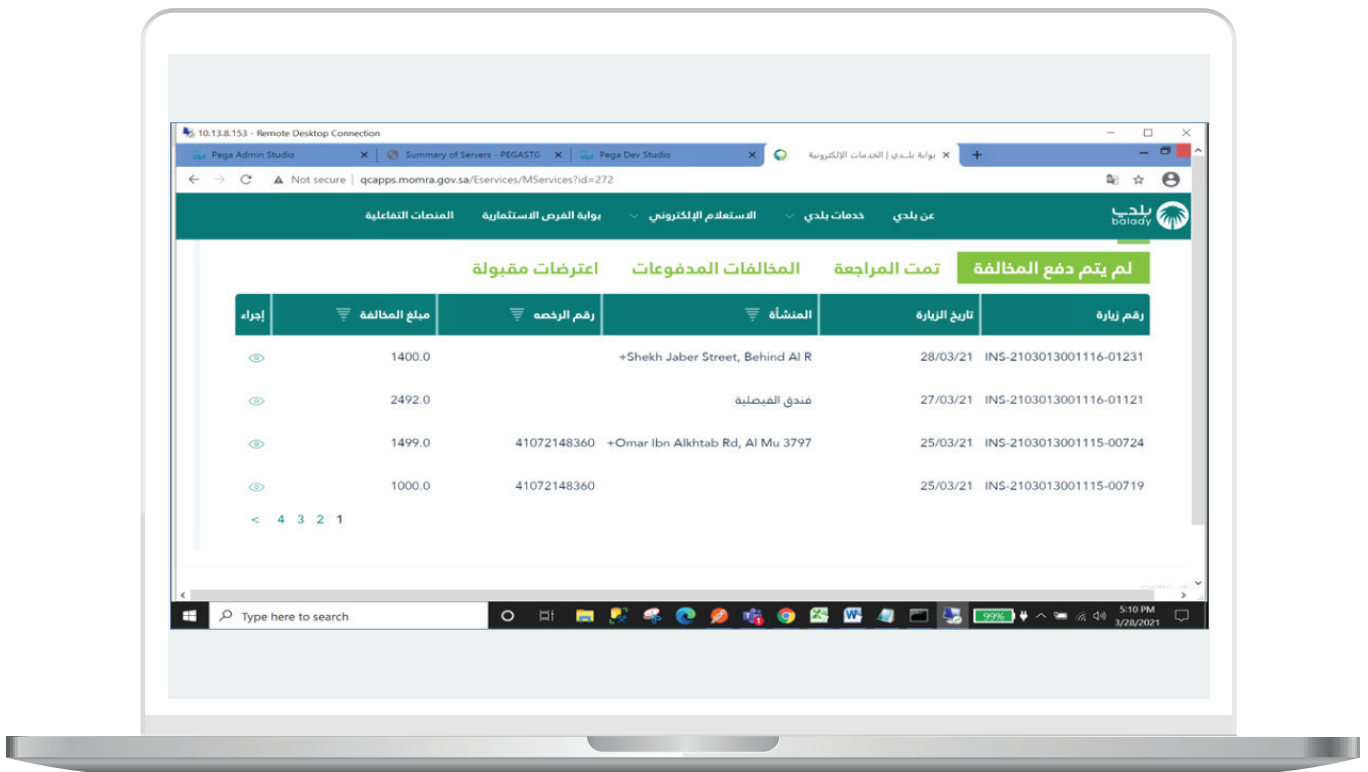 10.13.8.153 - Remote Desktop Connection
Pega Admin Studio
Summary of Servers - PEGASTG
Pega Dev Studio
بوابة بلـدي | الخدمات الإلكترونية
Not secure | qcapps.momra.gov.sa/Eservices/MServices?id=272
بلدي
balady
عن بلدي خدمات بلدي الاستعلام الإلكتروني بوابة الفرص الاستثمارية المنصات التفاعلية
لم يتم دفع المخالفة تمت المراجعة المخالفات المدفوعات اعترضات مقبولة
رقم زيارة تاريخ الزيارة المنشأة رقم الرخصه مبلغ المخالفة إجراء
INS-2103013001116-01231 28/03/21 +Shekh Jaber Street, Behind Al R 1400.0
INS-2103013001116-01121 27/03/21 فندق الفيصلية 2492.0
INS-2103013001115-00724 25/03/21 +Omar Ibn Alkhtab Rd, Al Mu 3797 41072148360 1499.0
INS-2103013001115-00719 25/03/21 41072148360 1000.0
1 2 3 4 >
Type here to search
99%
5:10 PM
3/28/2021